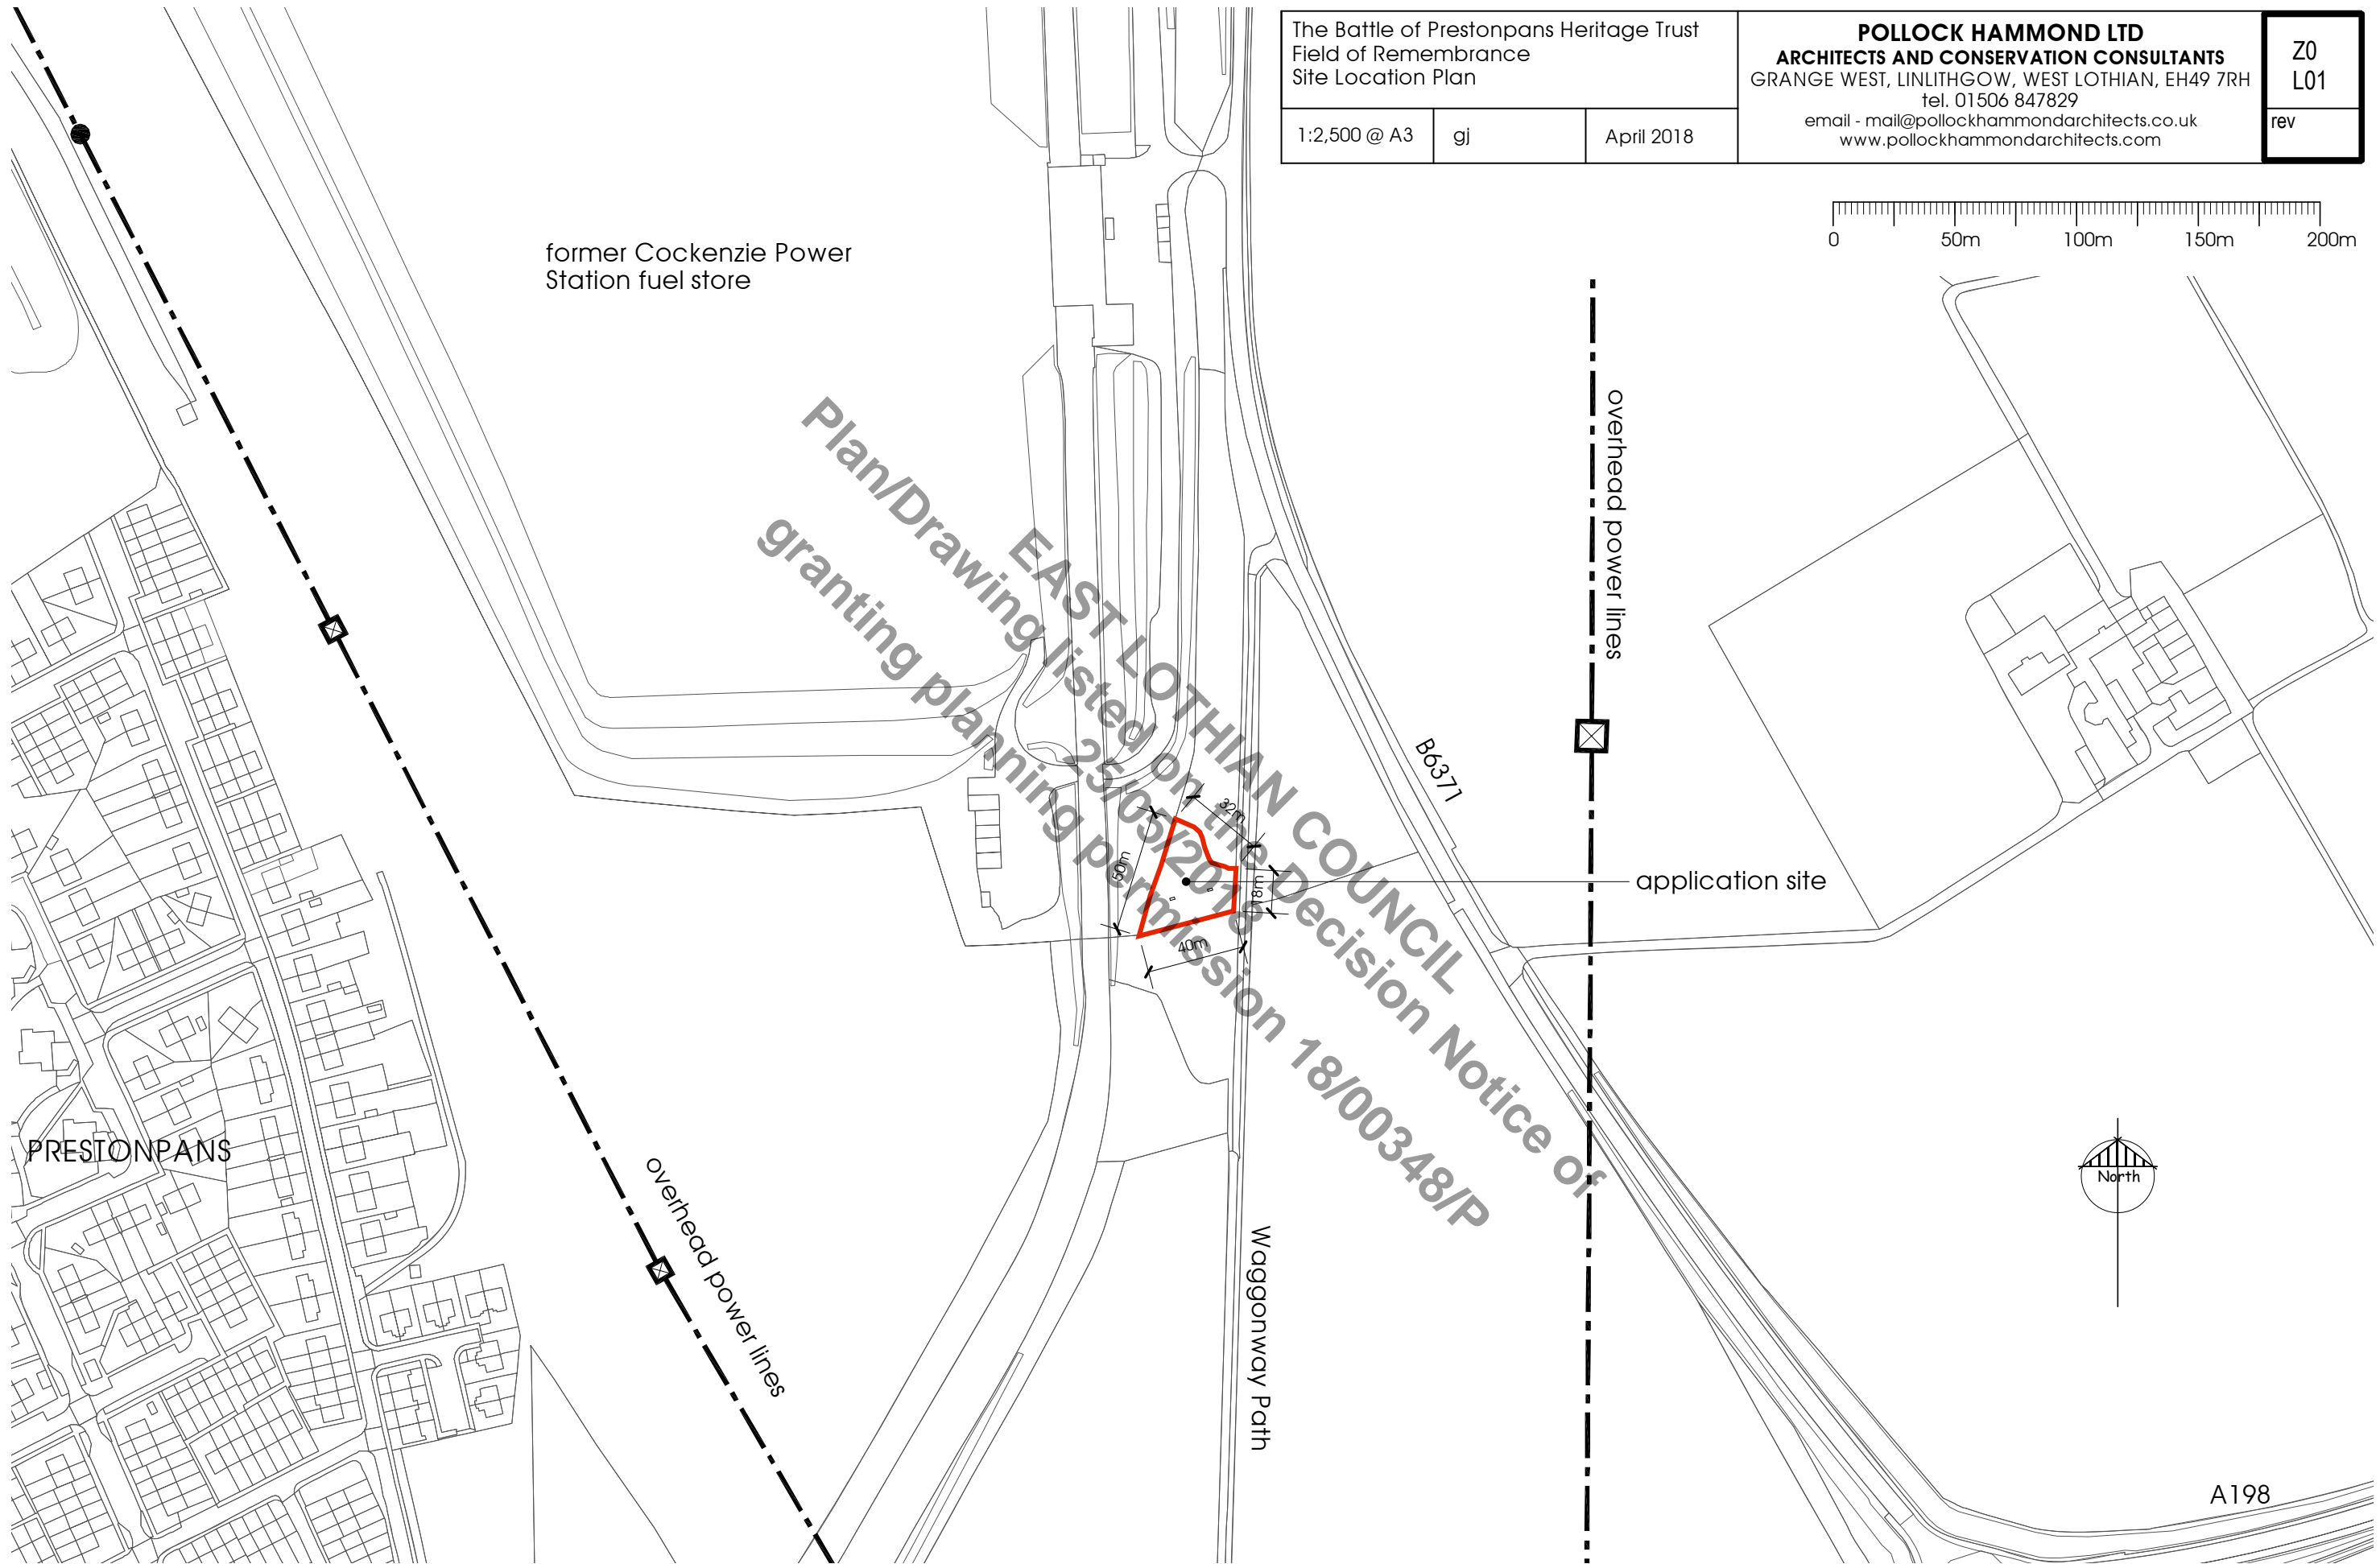 The Battle of Prestonpans Heritage Trust
Field of Remembrance
Site Location Plan
1:2,500 @ A3
gj
April 2018
POLLOCK HAMMOND LTD
ARCHITECTS AND CONSERVATION CONSULTANTS
GRANGE WEST, LINLITHGOW, WEST LOTHIAN, EH49 7RH
tel. 01506 847829
email - mail@pollockhammondarchitects.co.uk
www.pollockhammondarchitects.com
Z0
L01
rev
0 50m 100m 150m 200m
former Cockenzie Power
Station fuel store
overhead power lines
EAST LOTHIAN COUNCIL
Plan/Drawing listed on the Decision Notice of
25/05/2018
granting planning permission 18/00348/P
B6371
32m
50m
18m
40m
application site
PRESTONPANS
overhead power lines
Waggonway Path
North
A198